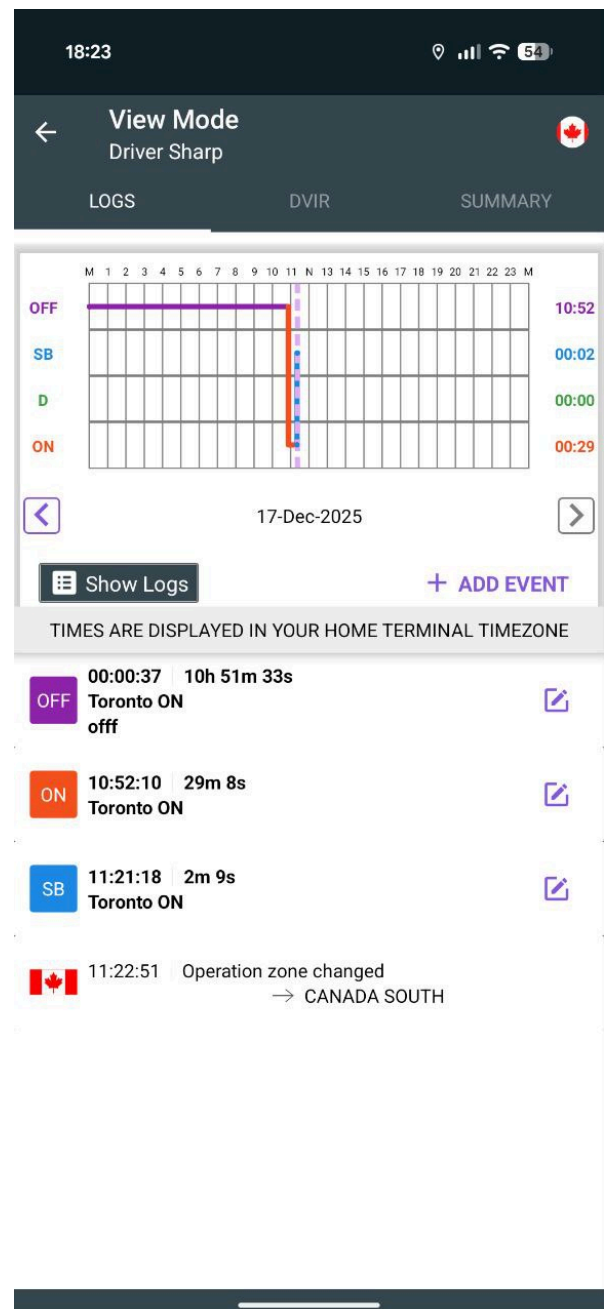 18:23
54
View Mode
Driver Sharp
LOGS DVIR SUMMARY
M 1 2 3 4 5 6 7 8 9 10 11 N 13 14 15 16 17 18 19 20 21 22 23 M
OFF 10:52
SB 00:02
D 00:00
ON 00:29
17-Dec-2025
Show Logs + ADD EVENT
TIMES ARE DISPLAYED IN YOUR HOME TERMINAL TIMEZONE
00:00:37 10h 51m 33s
OFF Toronto ON
offf
10:52:10 29m 8s
ON Toronto ON
11:21:18 2m 9s
SB Toronto ON
11:22:51 Operation zone changed
→ CANADA SOUTH